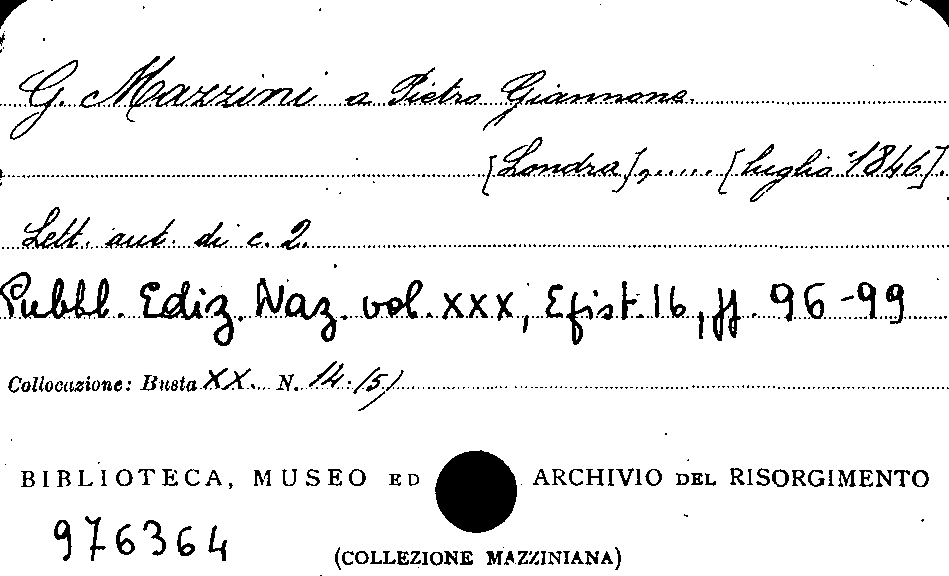 G. Mazzini a Pietro Giannone.
[Londra], ..... [luglio 1846].
Lett. aut. di c. 2.
Pubbl. Ediz. Naz. vol. XXX, Epist. 16, pp. 96-99
Collocazione: Busta XX. N. 14.(5)
BIBLIOTECA, MUSEO ED ARCHIVIO DEL RISORGIMENTO
976364
(COLLEZIONE MAZZINIANA)